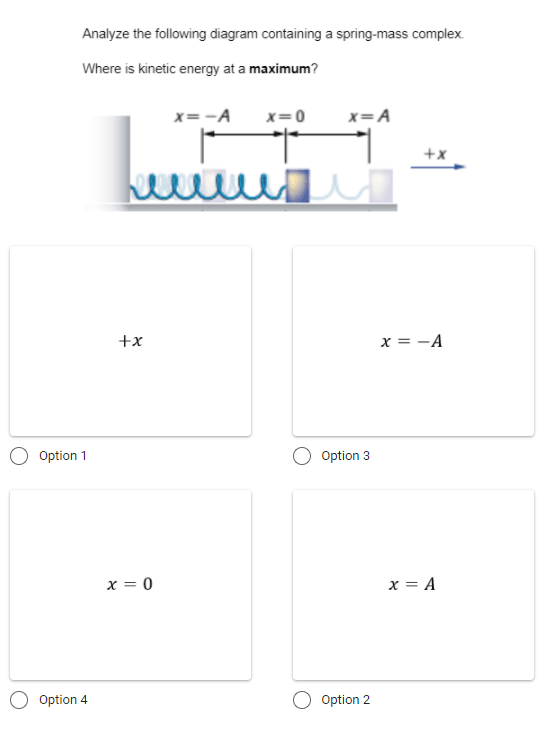 Analyze the following diagram containing a spring-mass complex.
Where is kinetic energy at a maximum?
x= −A x=0 x=A
+x
+x
x = −A
Option 1
Option 3
x = 0
x = A
Option 4
Option 2